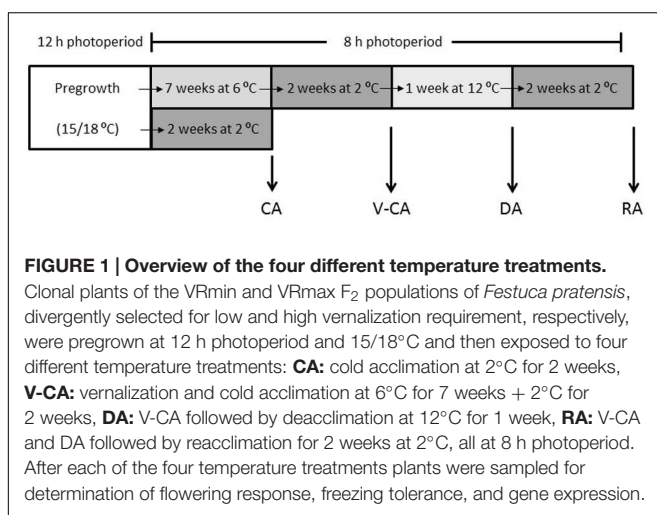 12 h photoperiod
8 h photoperiod
Pregrowth
7 weeks at 6 ⁰C
2 weeks at 2 ⁰C
1 week at 12 ⁰C
2 weeks at 2 ⁰C
(15/18 ⁰C)
2 weeks at 2 ⁰C
CA
V-CA
DA
RA
FIGURE 1 | Overview of the four different temperature treatments.
Clonal plants of the VRmin and VRmax F₂ populations of Festuca pratensis,
divergently selected for low and high vernalization requirement, respectively,
were pregrown at 12 h photoperiod and 15/18°C and then exposed to four
different temperature treatments: CA: cold acclimation at 2°C for 2 weeks,
V-CA: vernalization and cold acclimation at 6°C for 7 weeks + 2°C for
2 weeks, DA: V-CA followed by deacclimation at 12°C for 1 week, RA: V-CA
and DA followed by reacclimation for 2 weeks at 2°C, all at 8 h photoperiod.
After each of the four temperature treatments plants were sampled for
determination of flowering response, freezing tolerance, and gene expression.